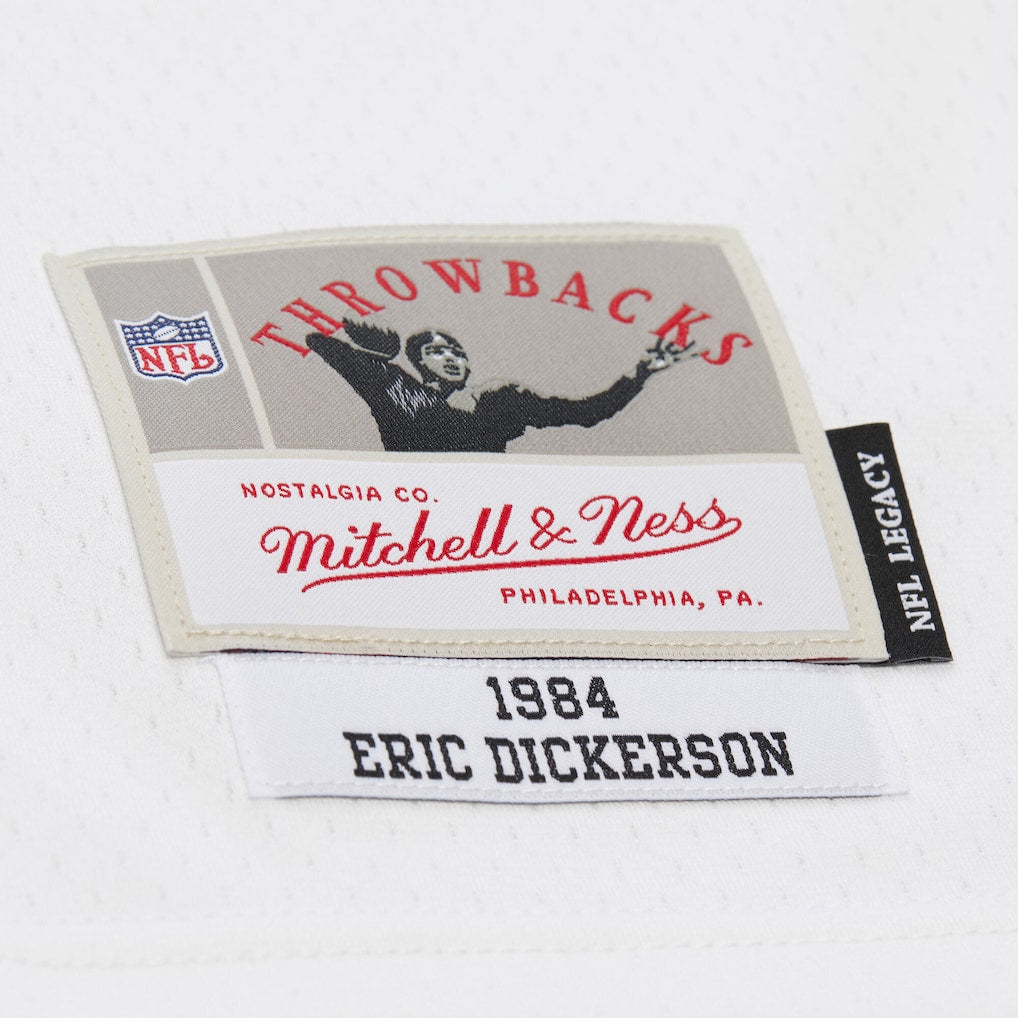 THROWBACKS
NFL
NOSTALGIA CO.
Mitchell & Ness
PHILADELPHIA, PA.
NFL LEGACY
1984
ERIC DICKERSON